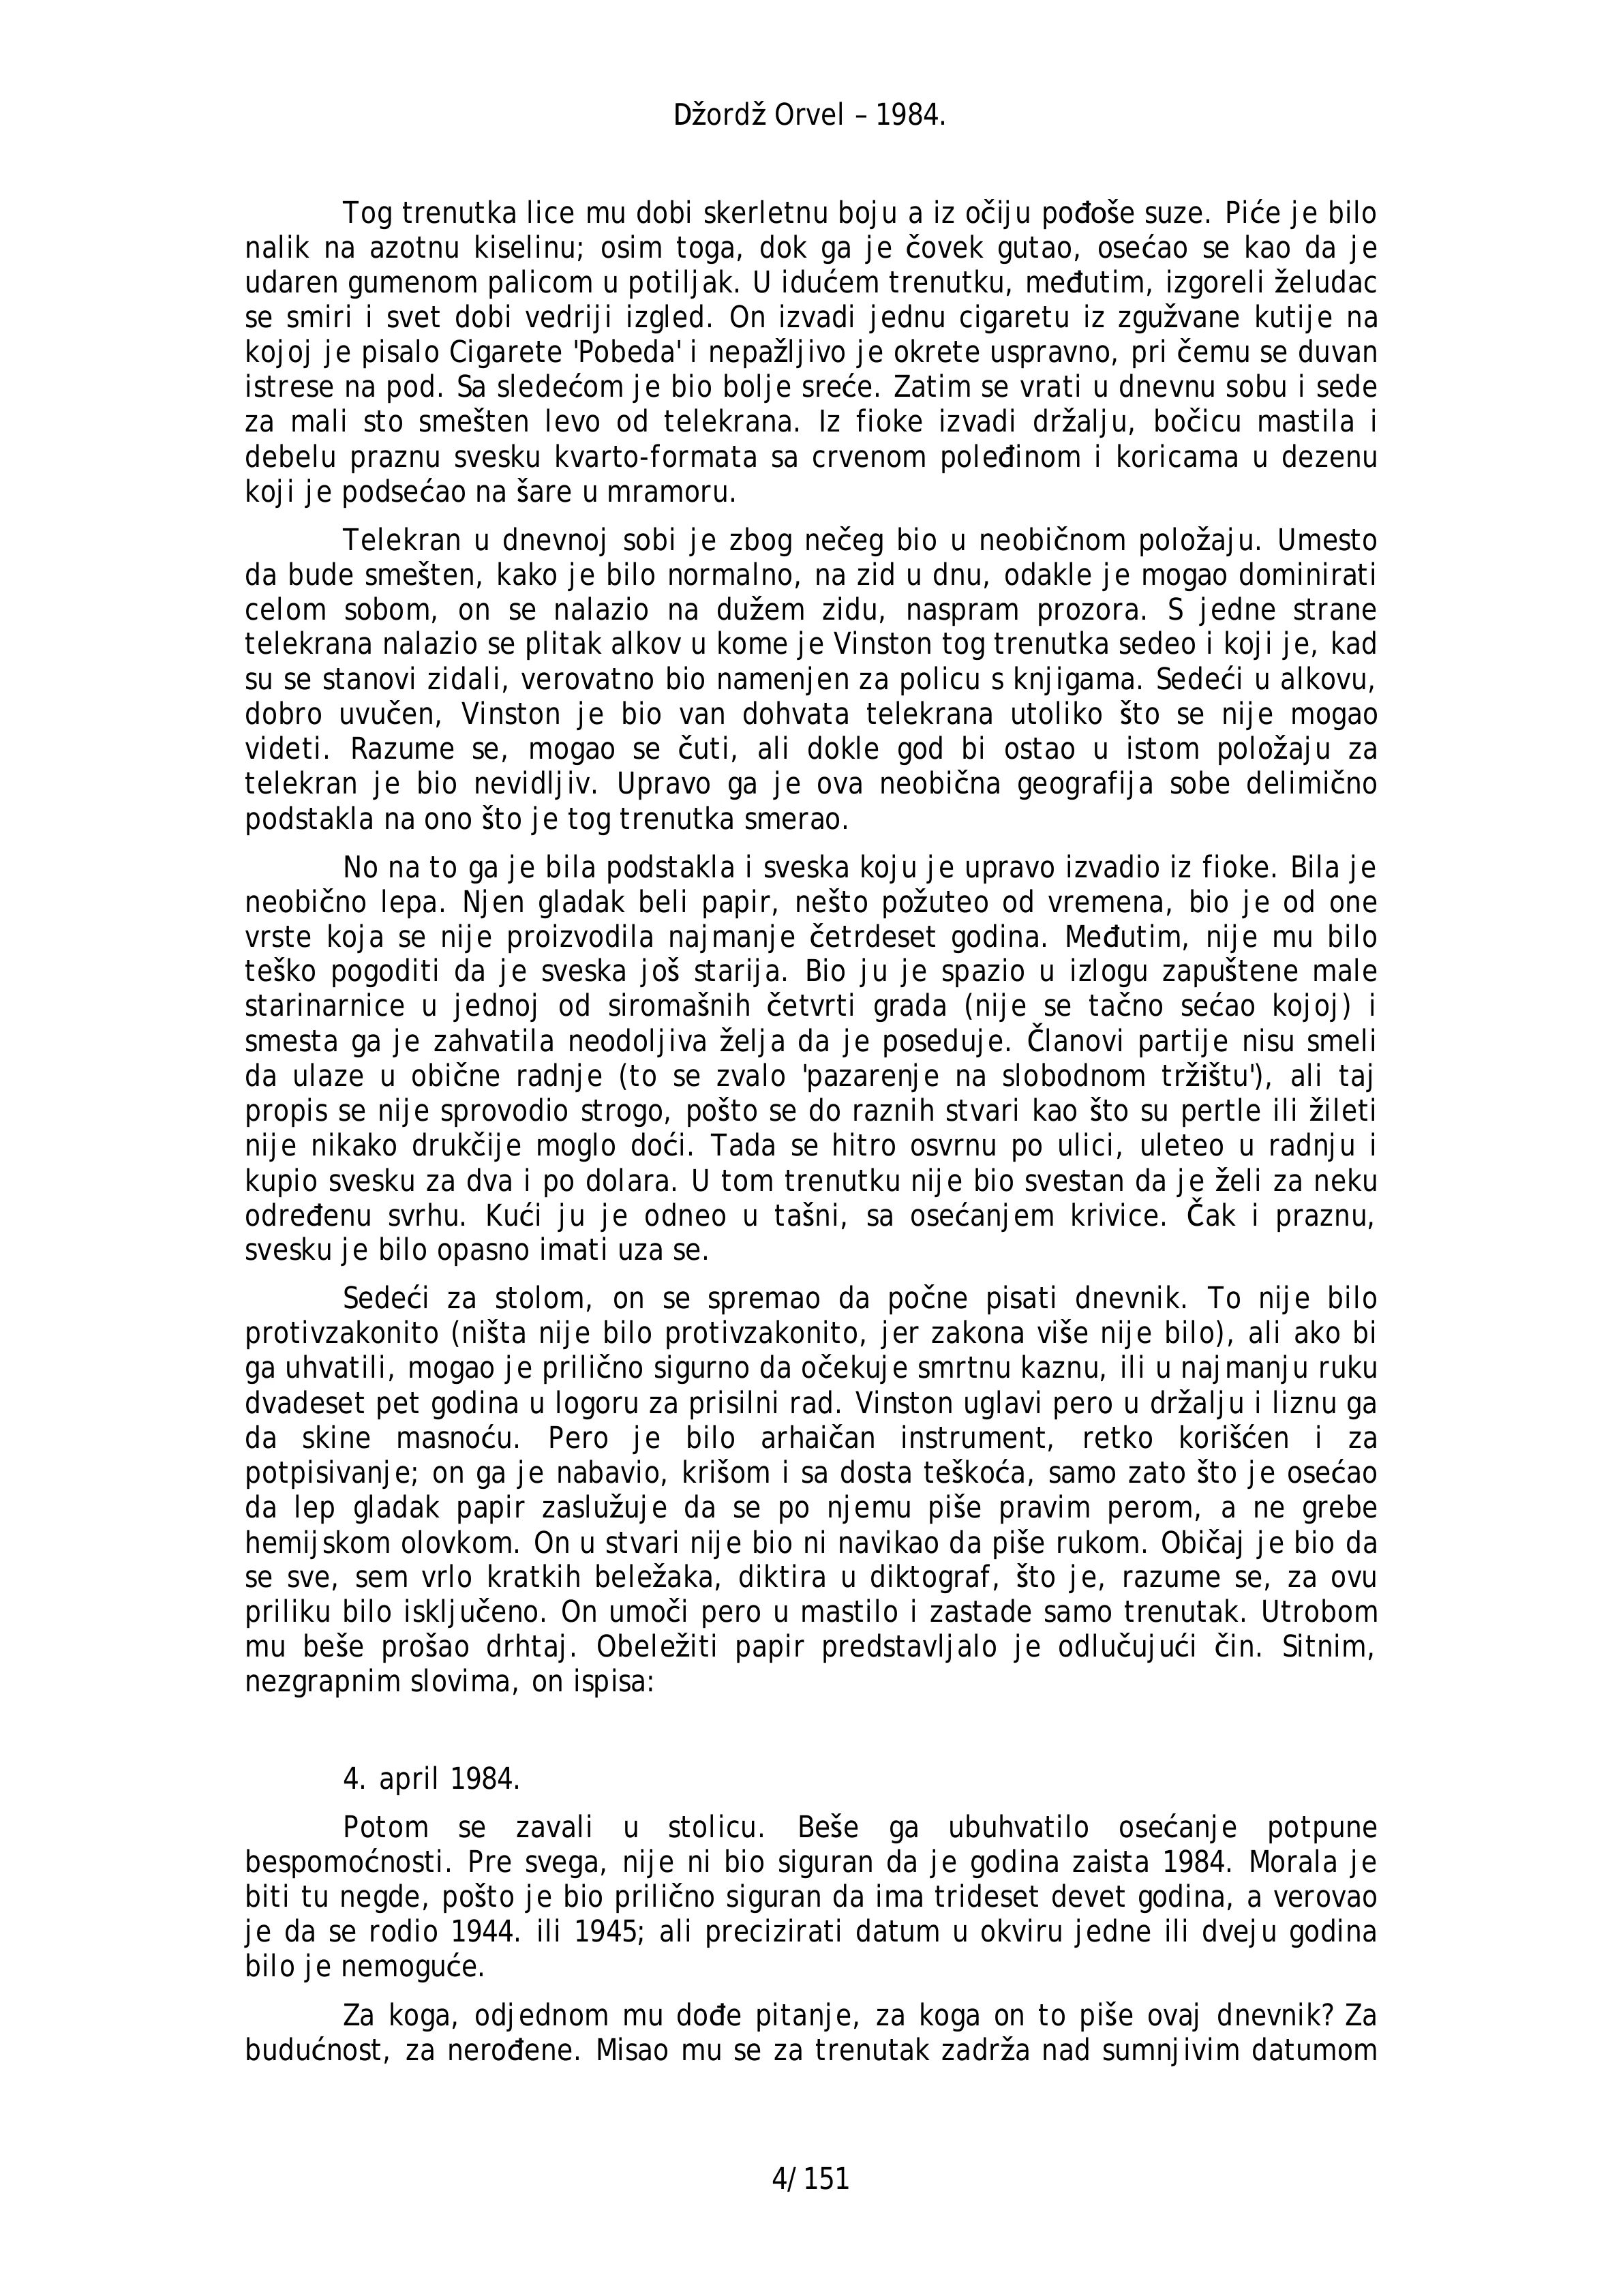 Džordž Orvel – 1984.
Tog trenutka lice mu dobi skerletnu boju a iz očiju pođoše suze. Piće je bilo
nalik na azotnu kiselinu; osim toga, dok ga je čovek gutao, osećao se kao da je
udaren gumenom palicom u potiljak. U idućem trenutku, međutim, izgoreli želudac
se smiri i svet dobi vedriji izgled. On izvadi jednu cigaretu iz zgužvane kutije na
kojoj je pisalo Cigarete 'Pobeda' i nepažljivo je okrete uspravno, pri čemu se duvan
istrese na pod. Sa sledećom je bio bolje sreće. Zatim se vrati u dnevnu sobu i sede
za mali sto smešten levo od telekrana. Iz fioke izvadi držalju, bočicu mastila i
debelu praznu svesku kvarto-formata sa crvenom poleđinom i koricama u dezenu
koji je podsećao na šare u mramoru.
Telekran u dnevnoj sobi je zbog nečeg bio u neobičnom položaju. Umesto
da bude smešten, kako je bilo normalno, na zid u dnu, odakle je mogao dominirati
celom sobom, on se nalazio na dužem zidu, naspram prozora. S jedne strane
telekrana nalazio se plitak alkov u kome je Vinston tog trenutka sedeo i koji je, kad
su se stanovi zidali, verovatno bio namenjen za policu s knjigama. Sedeći u alkovu,
dobro uvučen, Vinston je bio van dohvata telekrana utoliko što se nije mogao
videti. Razume se, mogao se čuti, ali dokle god bi ostao u istom položaju za
telekran je bio nevidljiv. Upravo ga je ova neobična geografija sobe delimično
podstakla na ono što je tog trenutka smerao.
No na to ga je bila podstakla i sveska koju je upravo izvadio iz fioke. Bila je
neobično lepa. Njen gladak beli papir, nešto požuteo od vremena, bio je od one
vrste koja se nije proizvodila najmanje četrdeset godina. Međutim, nije mu bilo
teško pogoditi da je sveska još starija. Bio ju je spazio u izlogu zapuštene male
starinarnice u jednoj od siromašnih četvrti grada (nije se tačno sećao kojoj) i
smesta ga je zahvatila neodoljiva želja da je poseduje. Članovi partije nisu smeli
da ulaze u obične radnje (to se zvalo 'pazarenje na slobodnom tržištu'), ali taj
propis se nije sprovodio strogo, pošto se do raznih stvari kao što su pertle ili žileti
nije nikako drukčije moglo doći. Tada se hitro osvrnu po ulici, uleteo u radnju i
kupio svesku za dva i po dolara. U tom trenutku nije bio svestan da je želi za neku
određenu svrhu. Kući ju je odneo u tašni, sa osećanjem krivice. Čak i praznu,
svesku je bilo opasno imati uza se.
Sedeći za stolom, on se spremao da počne pisati dnevnik. To nije bilo
protivzakonito (ništa nije bilo protivzakonito, jer zakona više nije bilo), ali ako bi
ga uhvatili, mogao je prilično sigurno da očekuje smrtnu kaznu, ili u najmanju ruku
dvadeset pet godina u logoru za prisilni rad. Vinston uglavi pero u držalju i liznu ga
da skine masnoću. Pero je bilo arhaičan instrument, retko korišćen i za
potpisivanje; on ga je nabavio, krišom i sa dosta teškoća, samo zato što je osećao
da lep gladak papir zaslužuje da se po njemu piše pravim perom, a ne grebe
hemijskom olovkom. On u stvari nije bio ni navikao da piše rukom. Običaj je bio da
se sve, sem vrlo kratkih beležaka, diktira u diktograf, što je, razume se, za ovu
priliku bilo isključeno. On umoči pero u mastilo i zastade samo trenutak. Utrobom
mu beše prošao drhtaj. Obeležiti papir predstavljalo je odlučujući čin. Sitnim,
nezgrapnim slovima, on ispisa:
4. april 1984.
Potom se zavali u stolicu. Beše ga ubuhvatilo osećanje potpune
bespomoćnosti. Pre svega, nije ni bio siguran da je godina zaista 1984. Morala je
biti tu negde, pošto je bio prilično siguran da ima trideset devet godina, a verovao
je da se rodio 1944. ili 1945; ali precizirati datum u okviru jedne ili dveju godina
bilo je nemoguće.
Za koga, odjednom mu dođe pitanje, za koga on to piše ovaj dnevnik? Za
budućnost, za nerođene. Misao mu se za trenutak zadrža nad sumnjivim datumom
4/151